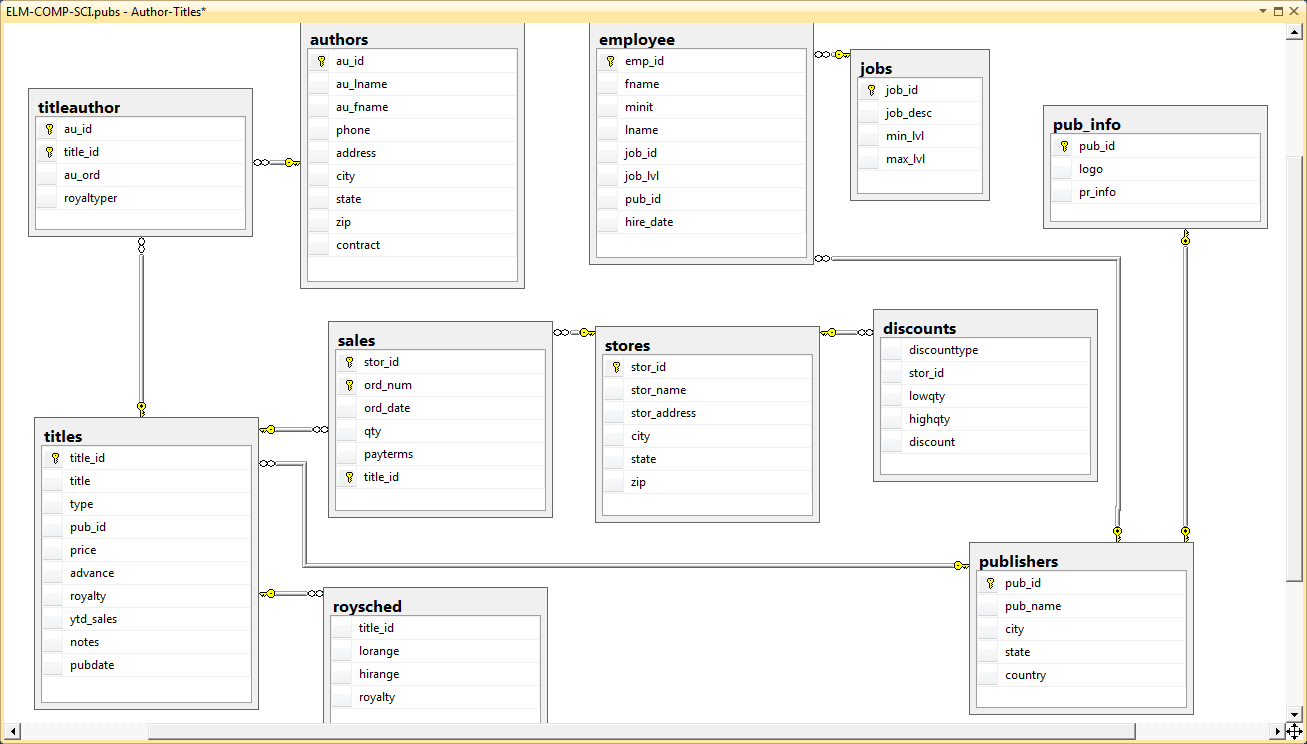 ELM-COMP-SCI.pubs - Author-Titles*
authors
au_id
au_lname
au_fname
phone
address
city
state
zip
contract
employee
emp_id
fname
minit
lname
job_id
job_lvl
pub_id
hire_date
jobs
job_id
job_desc
min_lvl
max_lvl
titleauthor
au_id
title_id
au_ord
royaltyper
pub_info
pub_id
logo
pr_info
sales
stor_id
ord_num
ord_date
qty
payterms
title_id
stores
stor_id
stor_name
stor_address
city
state
zip
discounts
discounttype
stor_id
lowqty
highqty
discount
titles
title_id
title
type
pub_id
price
advance
royalty
ytd_sales
notes
pubdate
roysched
title_id
lorange
hirange
royalty
publishers
pub_id
pub_name
city
state
country